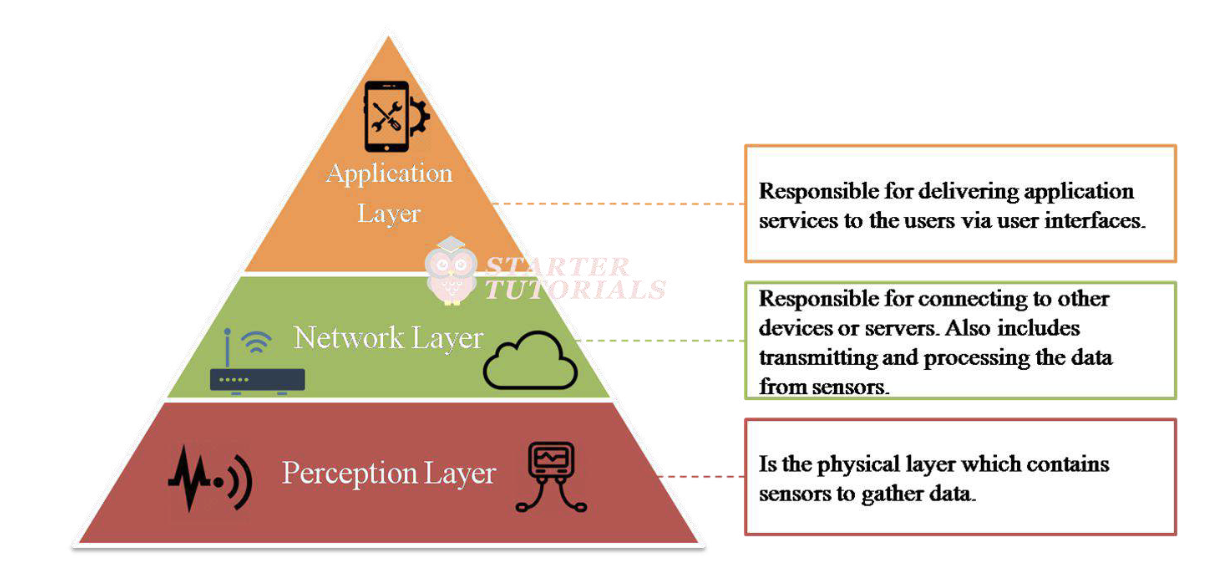 Application
Layer
Responsible for delivering application
services to the users via user interfaces.
STARTER
TUTORIALS
Network Layer
Responsible for connecting to other
devices or servers. Also includes
transmitting and processing the data
from sensors.
Perception Layer
Is the physical layer which contains
sensors to gather data.